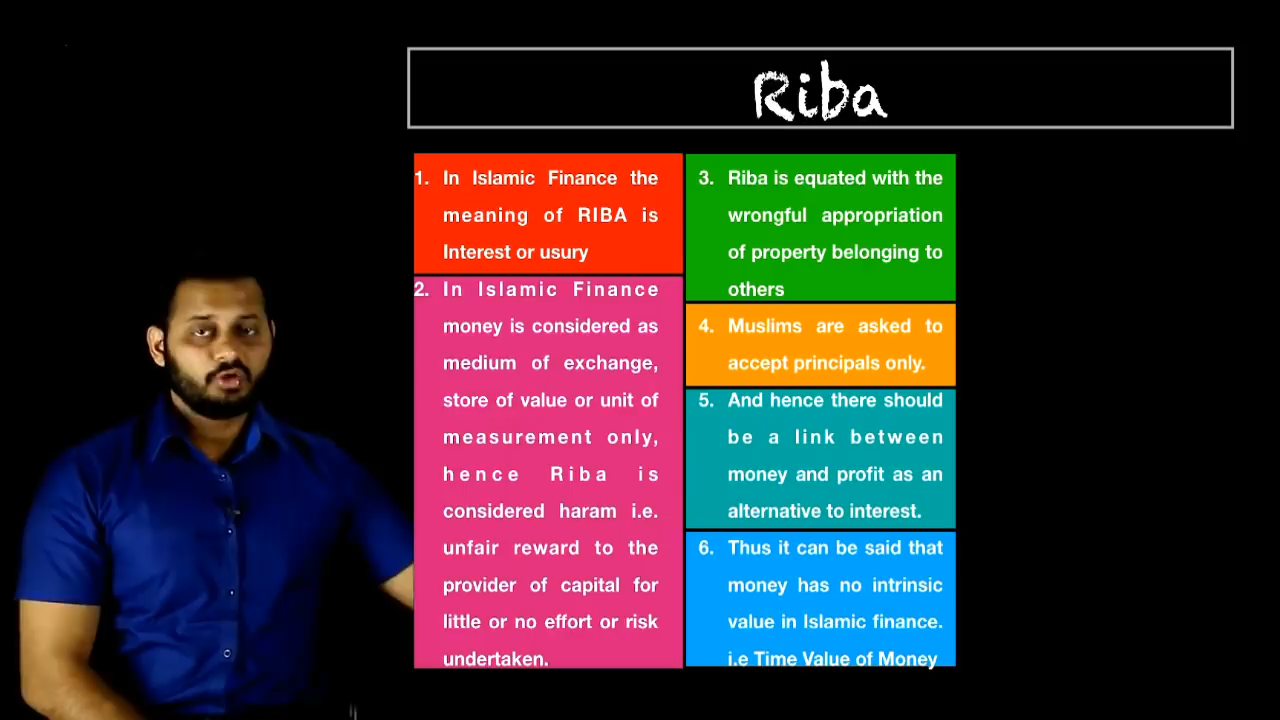 Riba
1. In Islamic Finance the
meaning of RIBA is
Interest or usury
2. In Islamic Finance
money is considered as
medium of exchange,
store of value or unit of
measurement only,
hence Riba is
considered haram i.e.
unfair reward to the
provider of capital for
little or no effort or risk
undertaken.
3. Riba is equated with the
wrongful appropriation
of property belonging to
others
4. Muslims are asked to
accept principals only.
5. And hence there should
be a link between
money and profit as an
alternative to interest.
6. Thus it can be said that
money has no intrinsic
value in Islamic finance.
i.e Time Value of Money